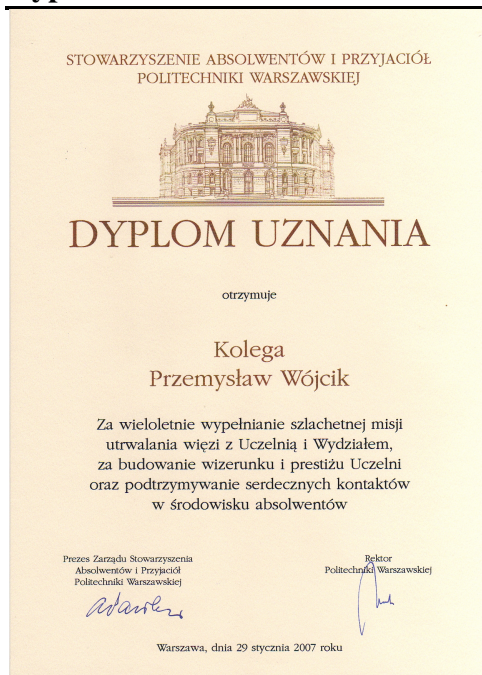 STOWARZYSZENIE ABSOLWENTÓW I PRZYJACIÓŁ
POLITECHNIKI WARSZAWSKIEJ
DYPLOM UZNANIA
otrzymuje
Kolega
Przemysław Wójcik
Za wieloletnie wypełnianie szlachetnej misji
utrwalania więzi z Uczelnią i Wydziałem,
za budowanie wizerunku i prestiżu Uczelni
oraz podtrzymywanie serdecznych kontaktów
w środowisku absolwentów
Prezes Zarządu Stowarzyszenia
Absolwentów i Przyjaciół
Politechniki Warszawskiej
Rektor
Politechniki Warszawskiej
Warszawa, dnia 29 stycznia 2007 roku